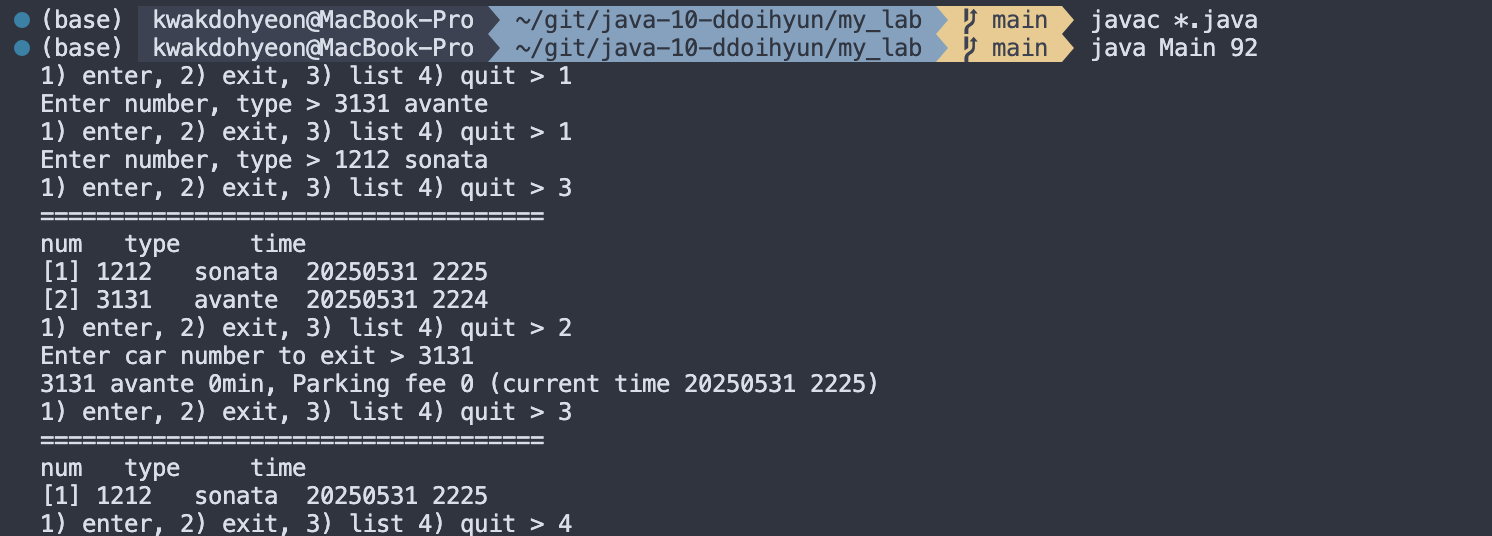 (base) kwakdohyeon@MacBook-Pro ~/git/java-10-ddoihyun/my_lab main javac *.java
(base) kwakdohyeon@MacBook-Pro ~/git/java-10-ddoihyun/my_lab main java Main 92
1) enter, 2) exit, 3) list 4) quit > 1
Enter number, type > 3131 avante
1) enter, 2) exit, 3) list 4) quit > 1
Enter number, type > 1212 sonata
1) enter, 2) exit, 3) list 4) quit > 3
====================================
num   type     time
[1] 1212   sonata  20250531 2225
[2] 3131   avante  20250531 2224
1) enter, 2) exit, 3) list 4) quit > 2
Enter car number to exit > 3131
3131 avante 0min, Parking fee 0 (current time 20250531 2225)
1) enter, 2) exit, 3) list 4) quit > 3
====================================
num   type     time
[1] 1212   sonata  20250531 2225
1) enter, 2) exit, 3) list 4) quit > 4